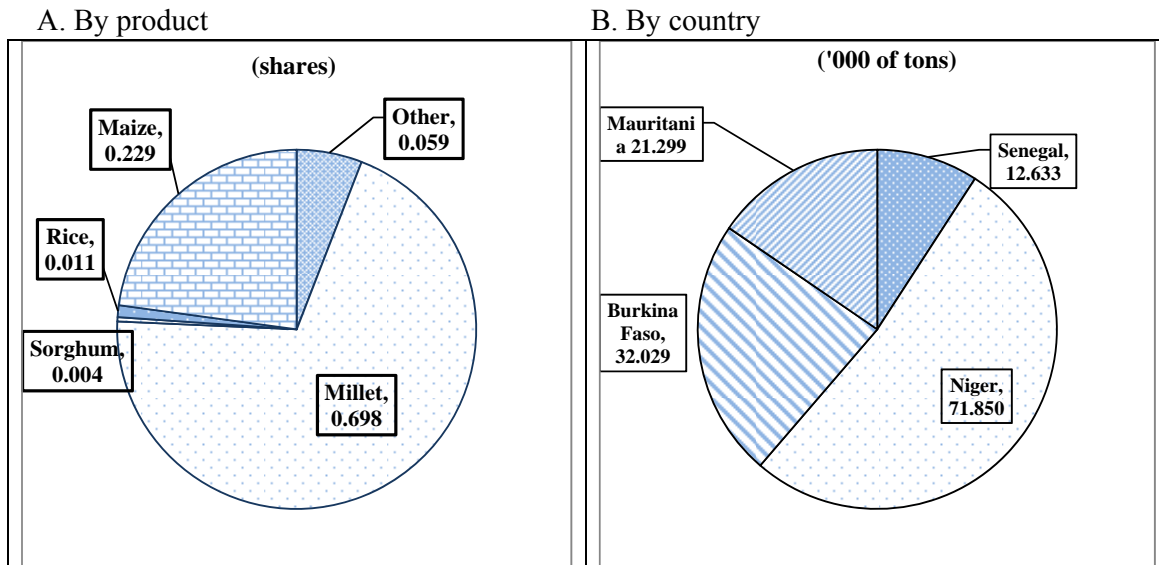 A. By product
B. By country
(shares)
Maize,
0.229
Other,
0.059
Rice,
0.011
Sorghum,
0.004
Millet,
0.698
('000 of tons)
Mauritani
a 21.299
Senegal,
12.633
Burkina
Faso,
32.029
Niger,
71.850